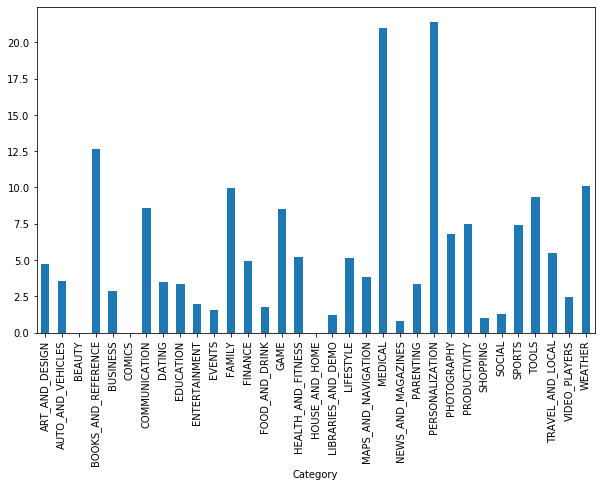 20.0
17.5
15.0
12.5
10.0
7.5
5.0
2.5
0.0
ART_AND_DESIGN
AUTO_AND_VEHICLES
BEAUTY
BOOKS_AND_REFERENCE
BUSINESS
COMICS
COMMUNICATION
DATING
EDUCATION
ENTERTAINMENT
EVENTS
FAMILY
FINANCE
FOOD_AND_DRINK
GAME
HEALTH_AND_FITNESS
HOUSE_AND_HOME
LIBRARIES_AND_DEMO
LIFESTYLE
MAPS_AND_NAVIGATION
MEDICAL
NEWS_AND_MAGAZINES
PARENTING
PERSONALIZATION
PHOTOGRAPHY
PRODUCTIVITY
SHOPPING
SOCIAL
SPORTS
TOOLS
TRAVEL_AND_LOCAL
VIDEO_PLAYERS
WEATHER
Category